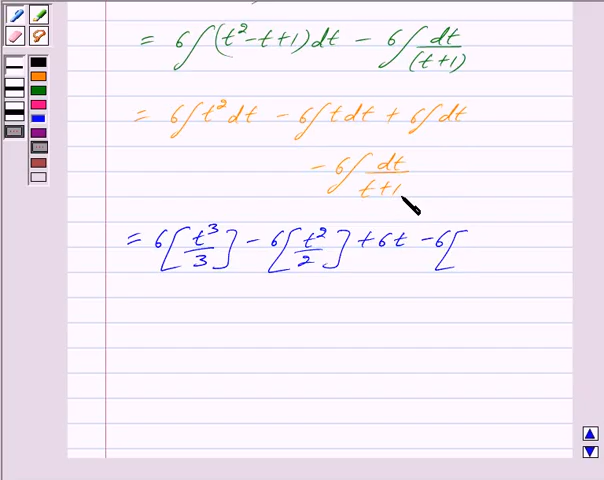 = 6∫(t²-t+1)dt - 6∫dt/(t+1)
= 6∫t²dt - 6∫tdt + 6∫dt
- 6∫dt/t+1
= 6[t³/3] - 6[t²/2] + 6t - 6[